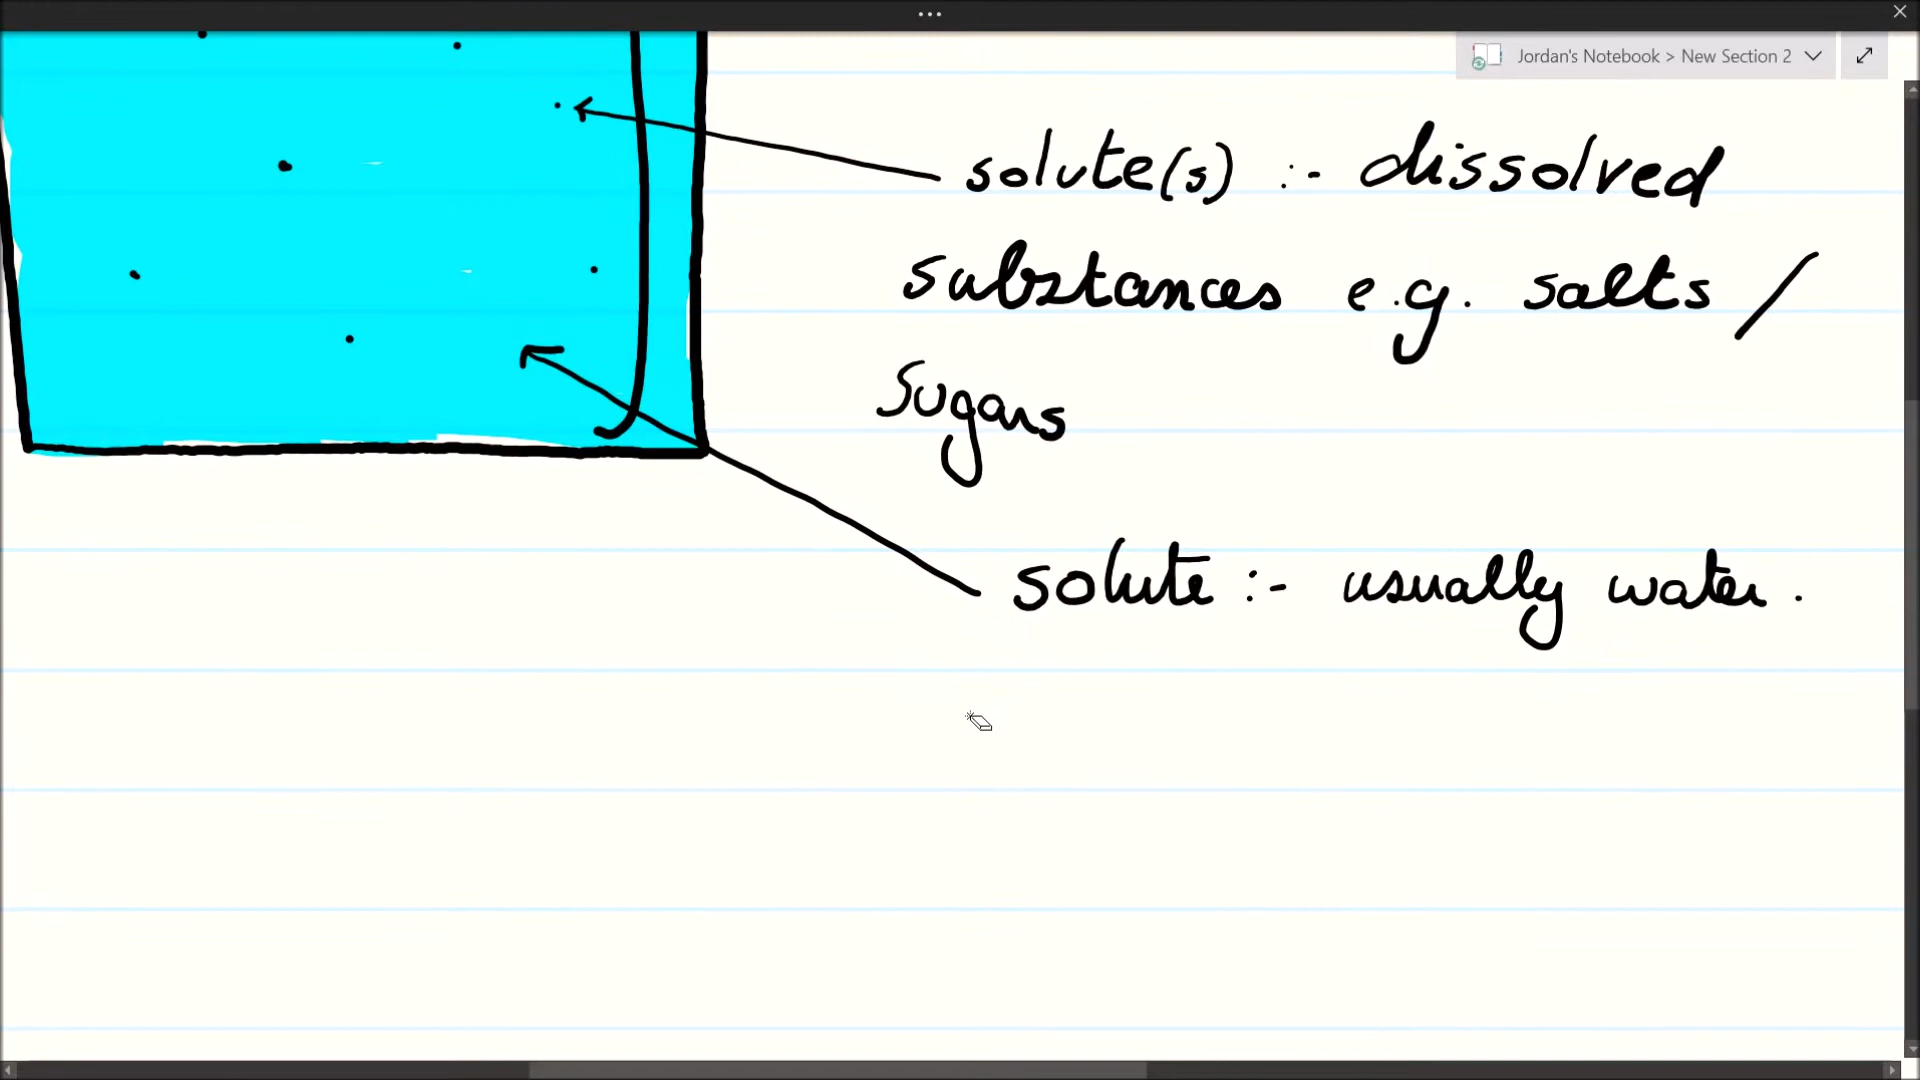 Jordan's Notebook > New Section 2
solute(s) :- dissolved
substances e.g. salts /
sugars
solute :- usually water.